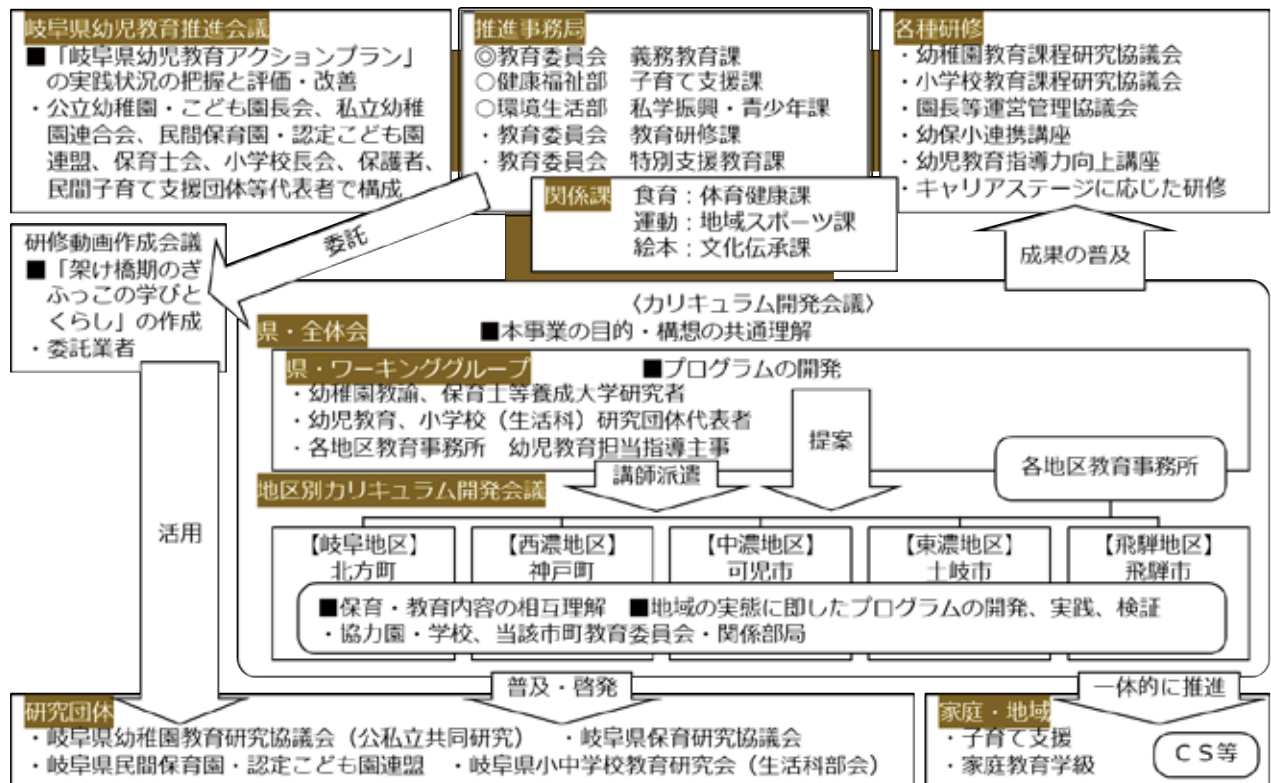 岐阜県幼児教育推進会議
■「岐阜県幼児教育アクションプラン」
の実践状況の把握と評価・改善
・公立幼稚園・こども園長会、私立幼稚
園連合会、民間保育園・認定こども園
連盟、保育士会、小学校長会、保護者、
民間子育て支援団体等代表者で構成
推進事務局
◎教育委員会 義務教育課
○健康福祉部 子育て支援課
○環境生活部 私学振興・青少年課
・教育委員会 教育研修課
・教育委員会 特別支援教育課
関係課 食育：体育健康課
運動：地域スポーツ課
絵本：文化伝承課
各種研修
・幼稚園教育課程研究協議会
・小学校教育課程研究協議会
・園長等運営管理協議会
・幼保小連携講座
・幼児教育指導力向上講座
・キャリアステージに応じた研修
委託
成果の普及
研修動画作成会議
■「架け橋期のぎ
ふっこの学びと
くらし」の作成
・委託業者
〈カリキュラム開発会議〉
県・全体会 ■本事業の目的・構想の共通理解
県・ワーキンググループ ■プログラムの開発
・幼稚園教諭、保育士等養成大学研究者
・幼児教育、小学校（生活科）研究団体代表者
・各地区教育事務所 幼児教育担当指導主事
提案
講師派遣
各地区教育事務所
地区別カリキュラム開発会議
活用
【岐阜地区】
北方町
【西濃地区】
神戸町
【中濃地区】
可児市
【東濃地区】
土岐市
【飛騨地区】
飛騨市
■保育・教育内容の相互理解 ■地域の実態に即したプログラムの開発、実践、検証
・協力園・学校、当該市町教育委員会・関係部局
普及・啓発
一体的に推進
研究団体
・岐阜県幼稚園教育研究協議会（公私立共同研究） ・岐阜県保育研究協議会
・岐阜県民間保育園・認定こども園連盟 ・岐阜県小中学校教育研究会（生活科部会）
家庭・地域
・子育て支援
・家庭教育学級
ＣＳ等